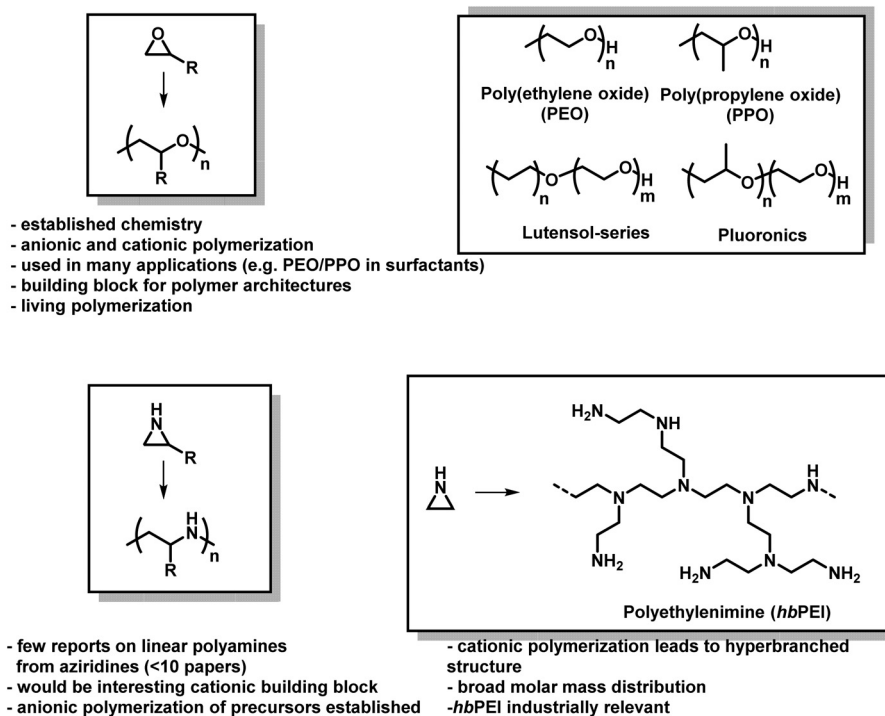 O
R
O
n
R
- established chemistry
- anionic and cationic polymerization
- used in many applications (e.g. PEO/PPO in surfactants)
- building block for polymer architectures
- living polymerization
O
H
n
O
H
n
Poly(ethylene oxide)
(PEO)
Poly(propylene oxide)
(PPO)
n
O
O
H
m
O
n
O
H
m
Lutensol-series
Pluoronics
H
N
R
H
N
n
R
- few reports on linear polyamines
from aziridines (<10 papers)
- would be interesting cationic building block
- anionic polymerization of precursors established
H
N
H2N
NH
N
N
N
H
N
NH2
N
H2N
NH2
Polyethylenimine (hbPEI)
- cationic polymerization leads to hyperbranched
structure
- broad molar mass distribution
-hbPEI industrially relevant